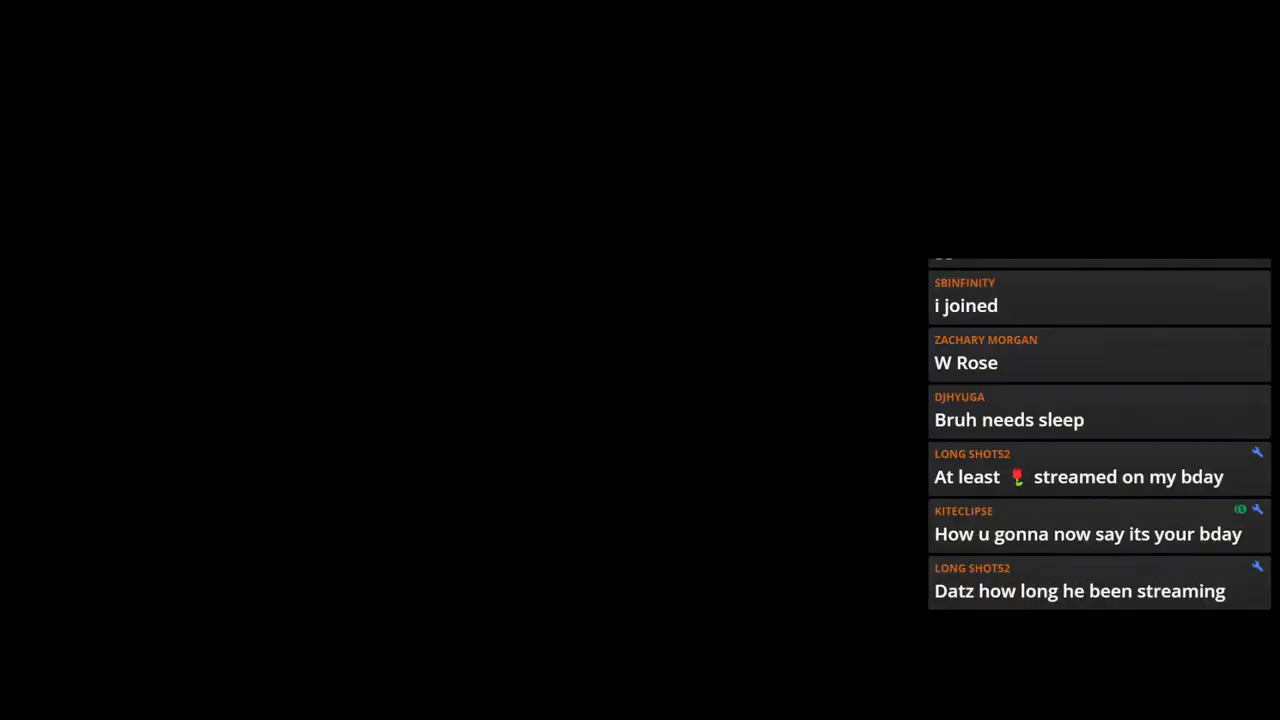 SBINFINITY
i joined
ZACHARY MORGAN
W Rose
DJHYUGA
Bruh needs sleep
LONG SHOT52
At least 🌹 streamed on my bday
KITECLIPSE
How u gonna now say its your bday
LONG SHOT52
Datz how long he been streaming